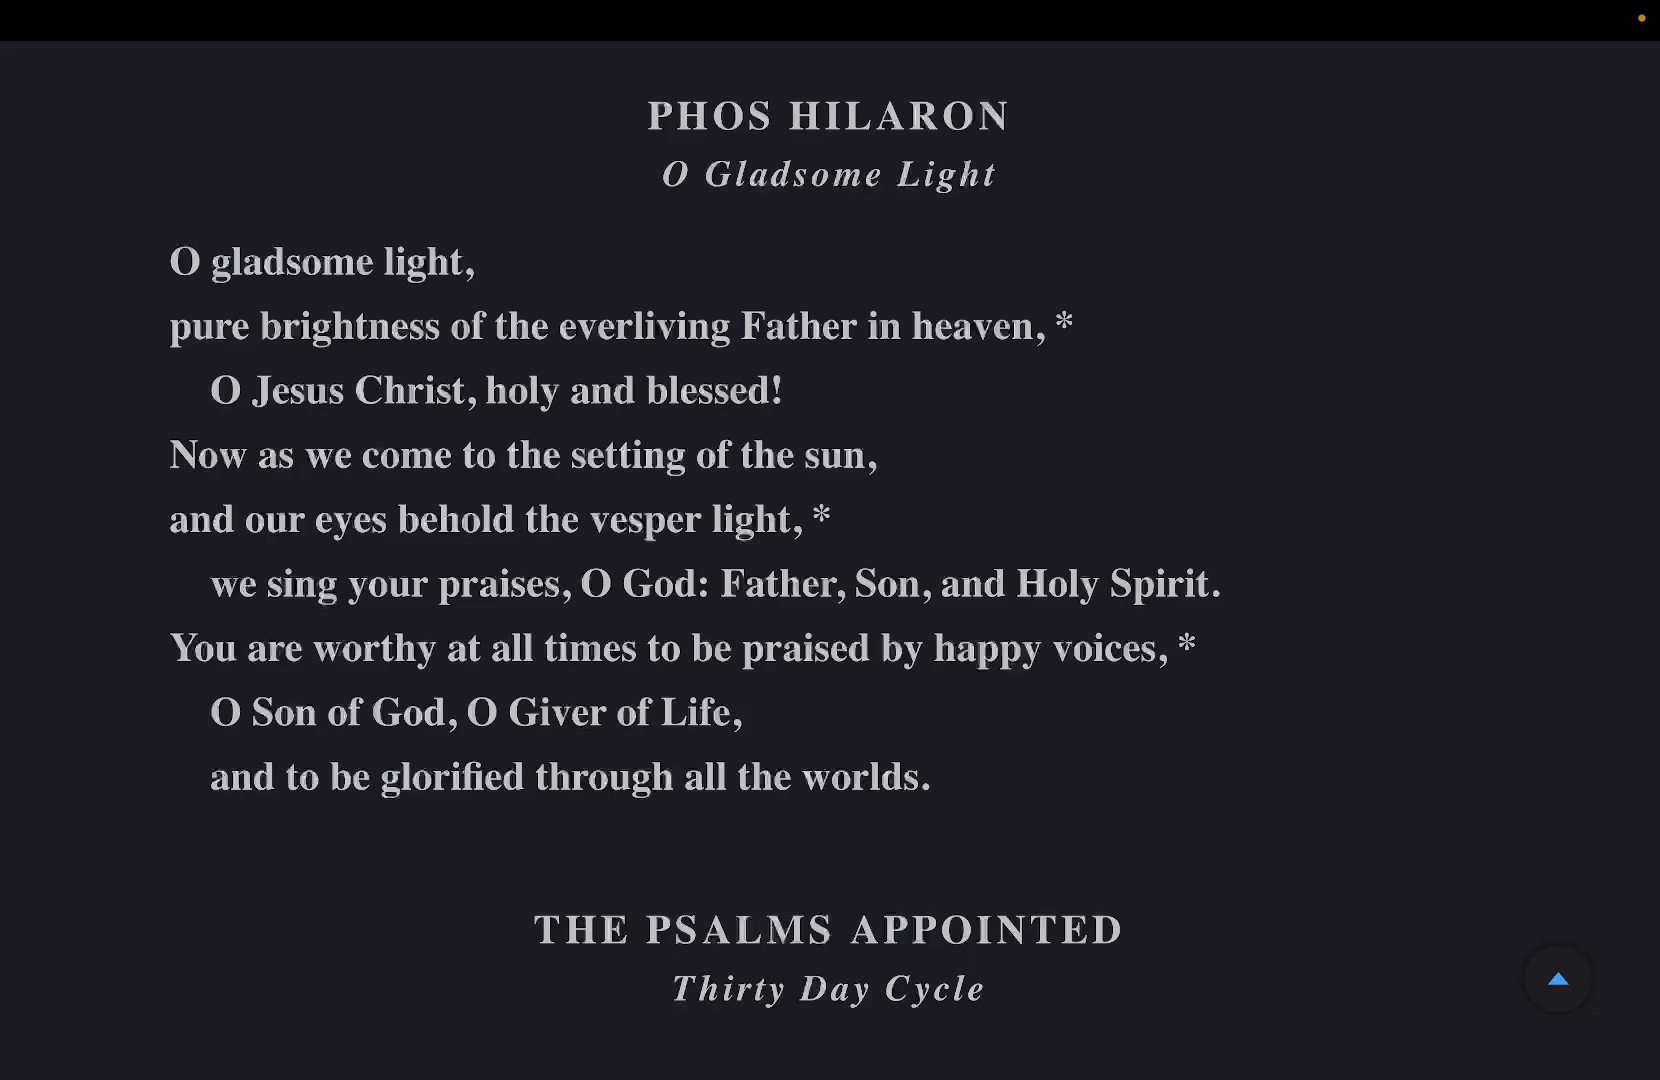 PHOS HILARON
O Gladsome Light
O gladsome light,
pure brightness of the everliving Father in heaven, *
O Jesus Christ, holy and blessed!
Now as we come to the setting of the sun,
and our eyes behold the vesper light, *
we sing your praises, O God: Father, Son, and Holy Spirit.
You are worthy at all times to be praised by happy voices, *
O Son of God, O Giver of Life,
and to be glorified through all the worlds.
THE PSALMS APPOINTED
Thirty Day Cycle